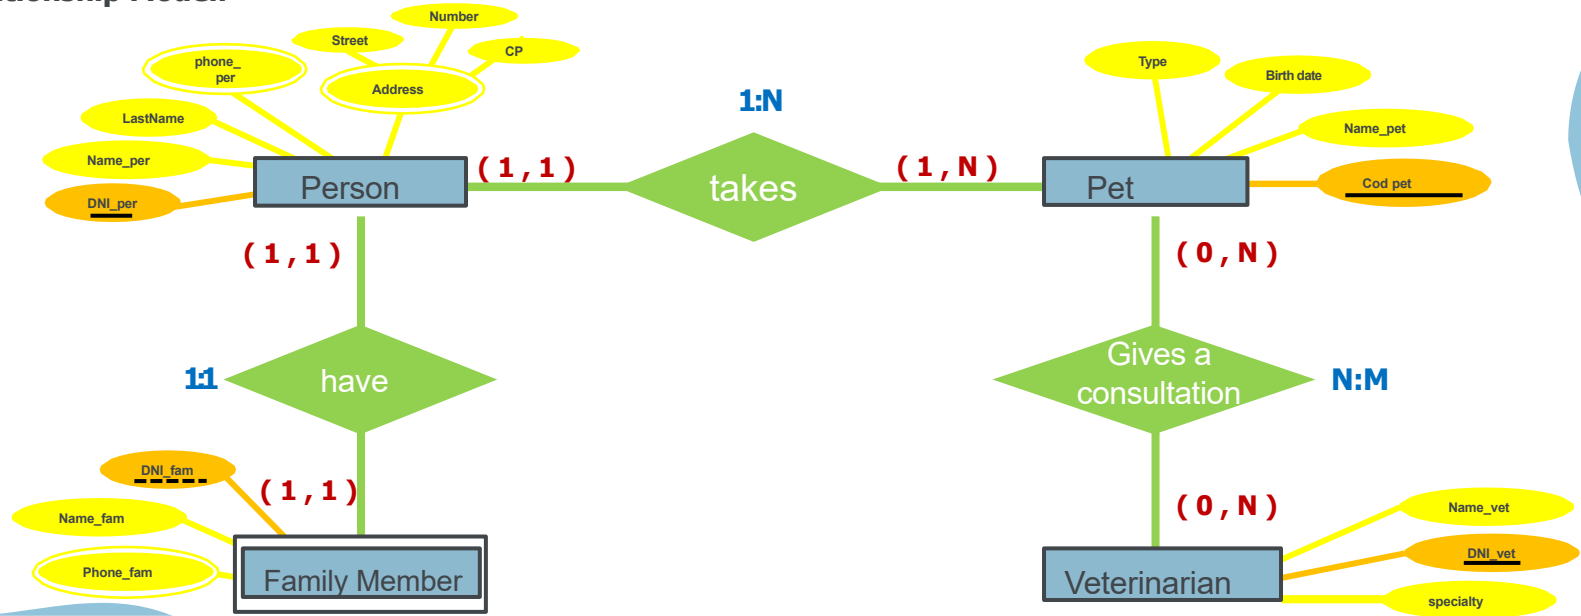 Number
Street
CP
phone_
per
Address
Type
Birth date
1:N
LastName
Name_pet
Name_per
(1,1)
(1,N)
Person
takes
Pet
Cod pet
DNI_per
(1,1)
(0,N)
1:1
have
Gives a
consultation
N:M
DNI_fam
(1,1)
(0,N)
Name_vet
Name_fam
DNI_vet
Phone_fam
Family Member
Veterinarian
specialty